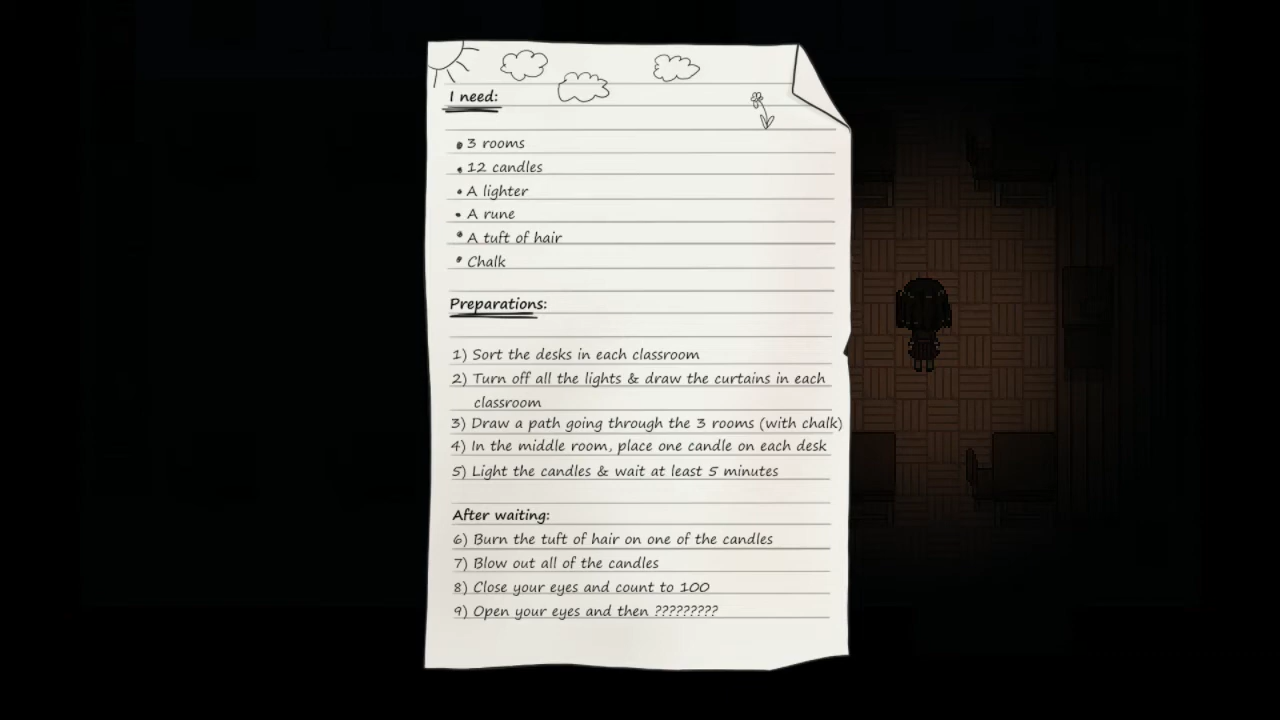 I need:
• 3 rooms
• 12 candles
• A lighter
• A rune
• A tuft of hair
• Chalk
Preparations:
1) Sort the desks in each classroom
2) Turn off all the lights & draw the curtains in each
classroom
3) Draw a path going through the 3 rooms (with chalk)
4) In the middle room, place one candle on each desk
5) Light the candles & wait at least 5 minutes
After waiting:
6) Burn the tuft of hair on one of the candles
7) Blow out all of the candles
8) Close your eyes and count to 100
9) Open your eyes and then ?????????